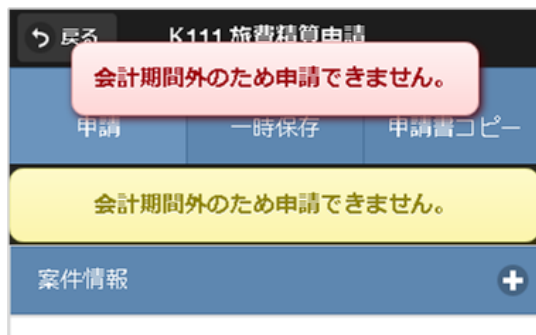 戻る
K111 旅費精算申請
会計期間外のため申請できません。
申請
一時保存
申請書コピー
会計期間外のため申請できません。
案件情報